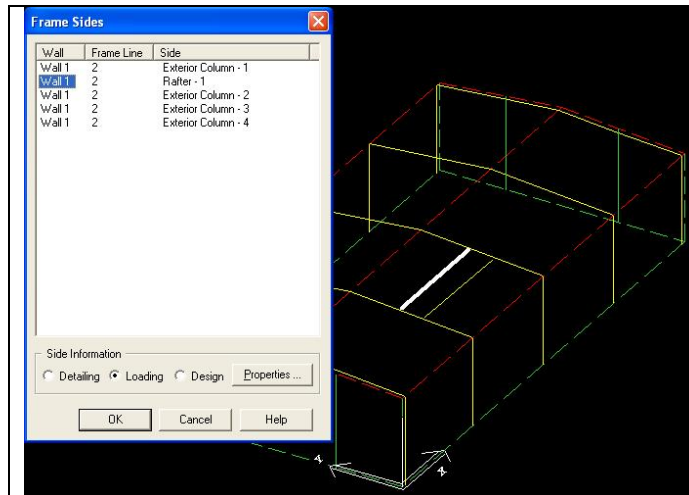 Frame Sides
Wall Frame Line Side
Wall 1 2 Exterior Column - 1
Wall 1 2 Rafter - 1
Wall 1 2 Exterior Column - 2
Wall 1 2 Exterior Column - 3
Wall 1 2 Exterior Column - 4
Side Information
Detailing Loading Design Properties ...
OK Cancel Help
Y X